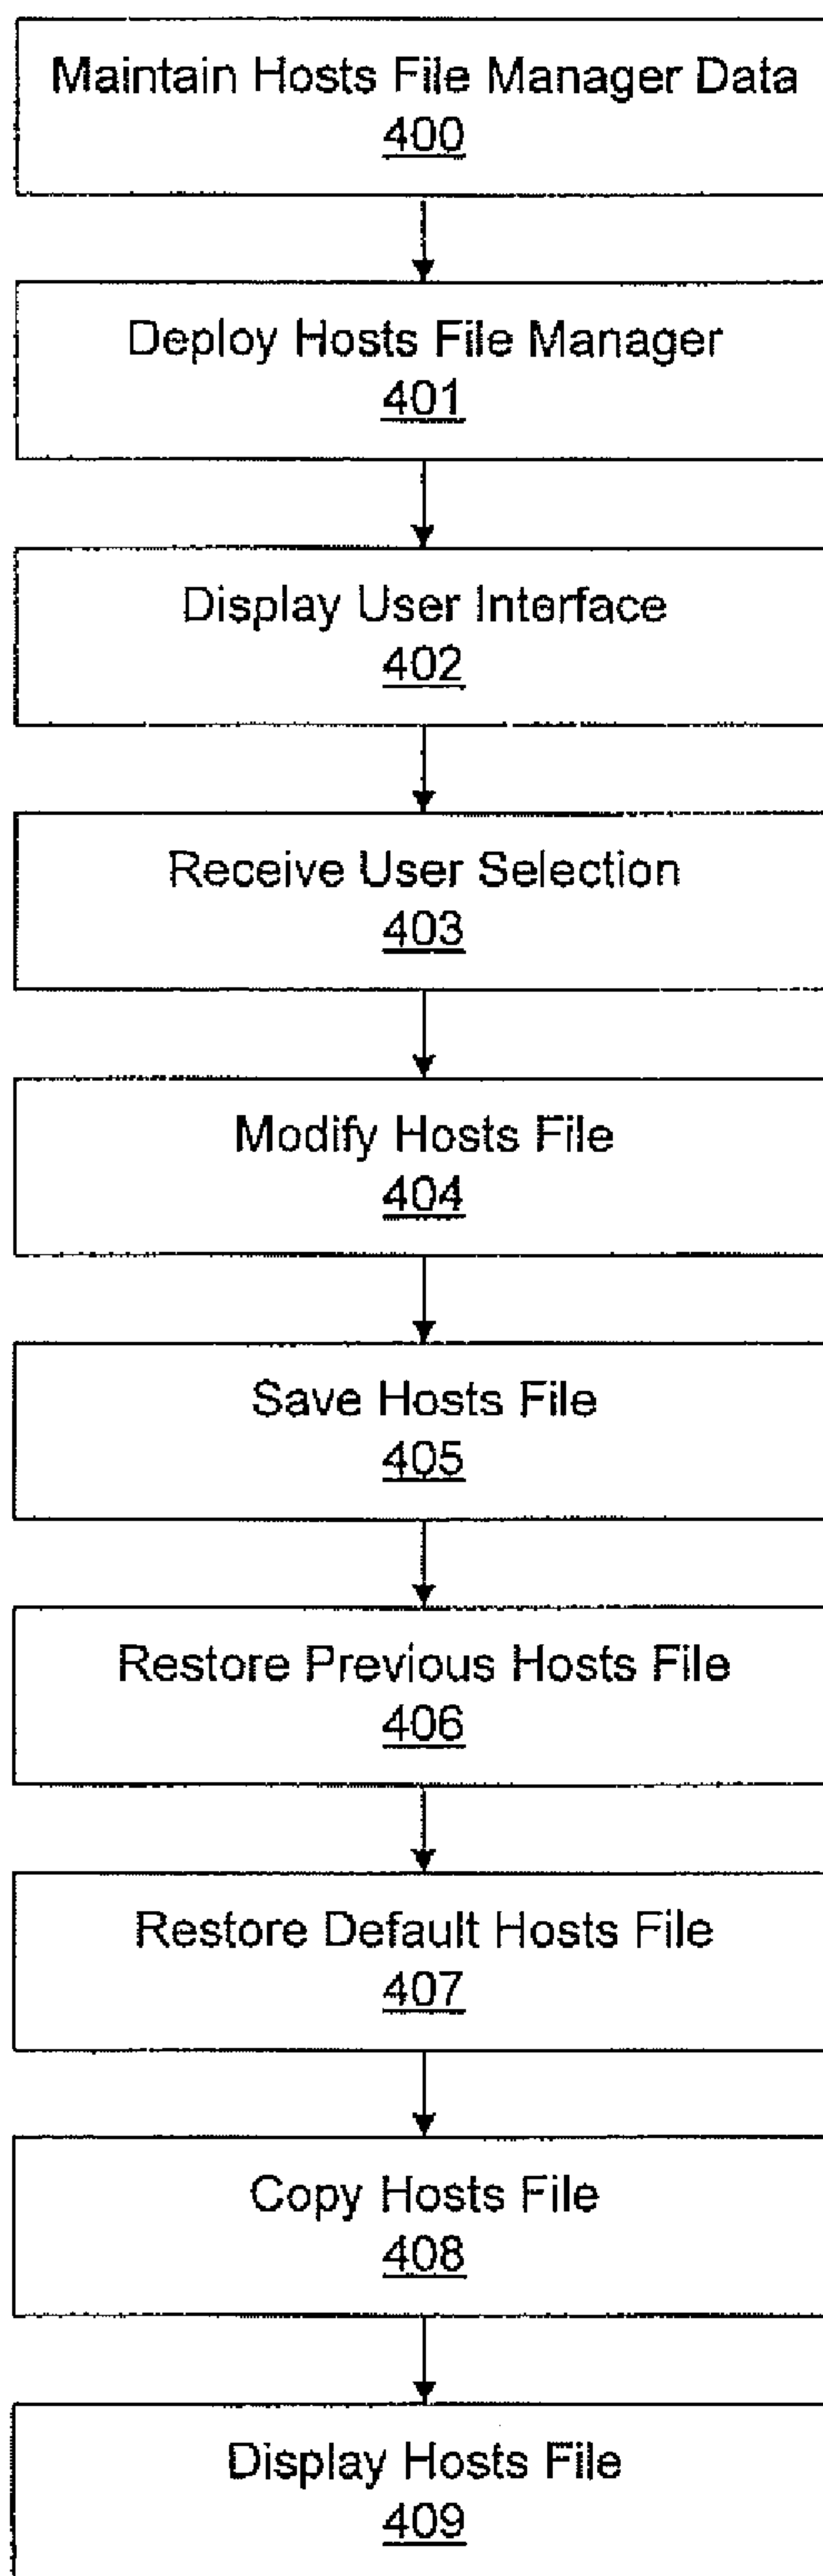 Maintain Hosts File Manager Data
400
Deploy Hosts File Manager
401
Display User Interface
402
Receive User Selection
403
Modify Hosts File
404
Save Hosts File
405
Restore Previous Hosts File
406
Restore Default Hosts File
407
Copy Hosts File
408
Display Hosts File
409